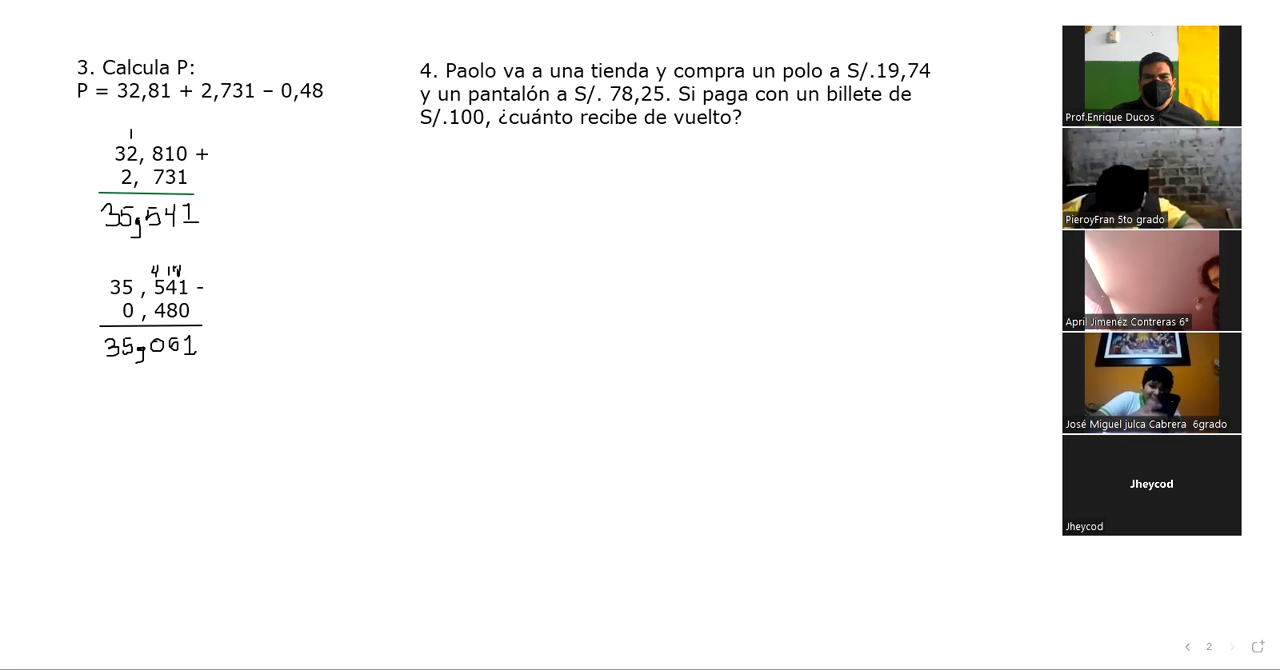 3. Calcula P:
P = 32,81 + 2,731 – 0,48
1
32, 810 +
2, 731
35,541
4 14
35 , 541 -
0 , 480
35,061
4. Paolo va a una tienda y compra un polo a S/.19,74
y un pantalón a S/. 78,25. Si paga con un billete de
S/.100, ¿cuánto recibe de vuelto?
Prof.Enrique Ducos
PieroyFran 5to grado
April Jimenéz Contreras 6°
José Miguel julca Cabrera 6grado
Jheycod
Jheycod
2